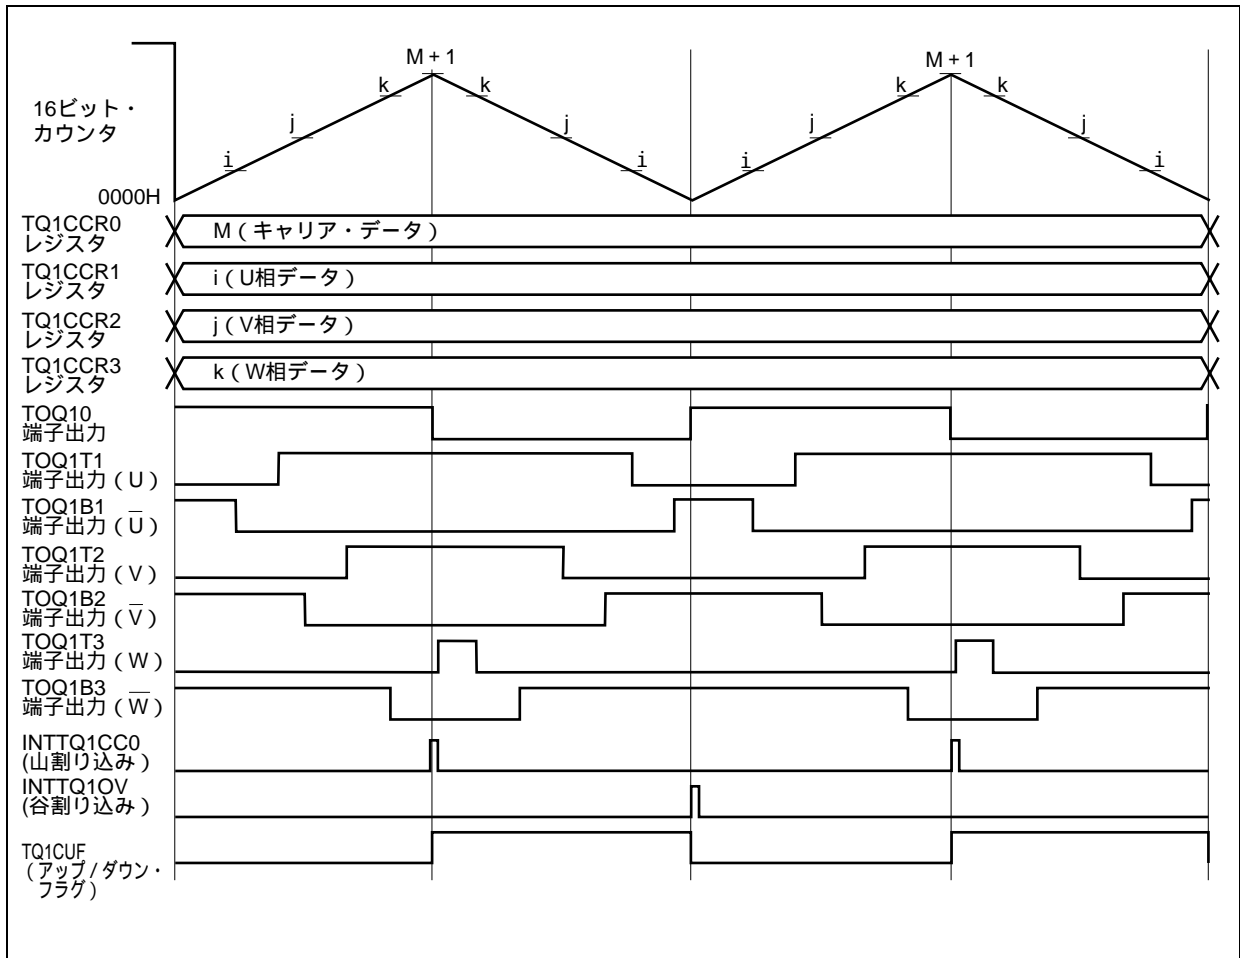 M + 1
M + 1
k
k
k
k
16ビット・
カウンタ
j
j
j
j
i
i
i
i
0000H
TQ1CCR0
レジスタ
M（キャリア・データ）
TQ1CCR1
レジスタ
i（U相データ）
TQ1CCR2
レジスタ
j（V相データ）
TQ1CCR3
レジスタ
k（W相データ）
TOQ10
端子出力
TOQ1T1
端子出力（U）
TOQ1B1
端子出力（U̅）
TOQ1T2
端子出力（V）
TOQ1B2
端子出力（V̅）
TOQ1T3
端子出力（W）
TOQ1B3
端子出力（W̅）
INTTQ1CC0
(山割り込み）
INTTQ1OV
(谷割り込み）
TQ1CUF
（アップ/ダウン・
フラグ）